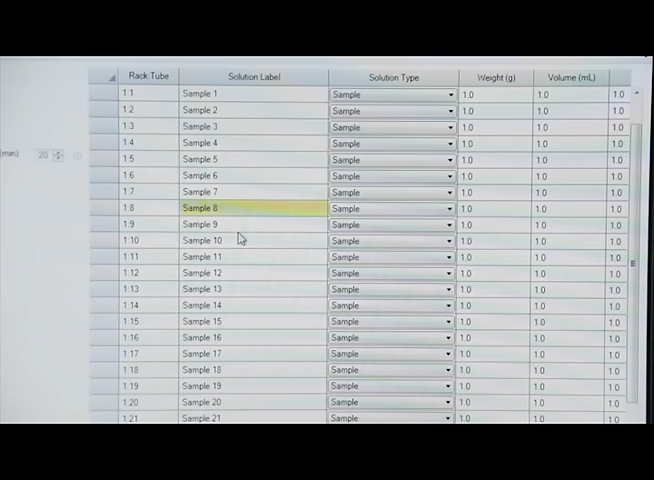 Rack:Tube Solution Label Solution Type Weight (g) Volume (mL)
1:1 Sample 1 Sample 1.0 1.0 1.0
1:2 Sample 2 Sample 1.0 1.0 1.0
1:3 Sample 3 Sample 1.0 1.0 1.0
1:4 Sample 4 Sample 1.0 1.0 1.0
(min): 20 1:5 Sample 5 Sample 1.0 1.0 1.0
1:6 Sample 6 Sample 1.0 1.0 1.0
1:7 Sample 7 Sample 1.0 1.0 1.0
1:8 Sample 8 Sample 1.0 1.0 1.0
1:9 Sample 9 Sample 1.0 1.0 1.0
1:10 Sample 10 Sample 1.0 1.0 1.0
1:11 Sample 11 Sample 1.0 1.0 1.0
1:12 Sample 12 Sample 1.0 1.0 1.0
1:13 Sample 13 Sample 1.0 1.0 1.0
1:14 Sample 14 Sample 1.0 1.0 1.0
1:15 Sample 15 Sample 1.0 1.0 1.0
1:16 Sample 16 Sample 1.0 1.0 1.0
1:17 Sample 17 Sample 1.0 1.0 1.0
1:18 Sample 18 Sample 1.0 1.0 1.0
1:19 Sample 19 Sample 1.0 1.0 1.0
1:20 Sample 20 Sample 1.0 1.0 1.0
1:21 Sample 21 Sample 1.0 1.0 1.0